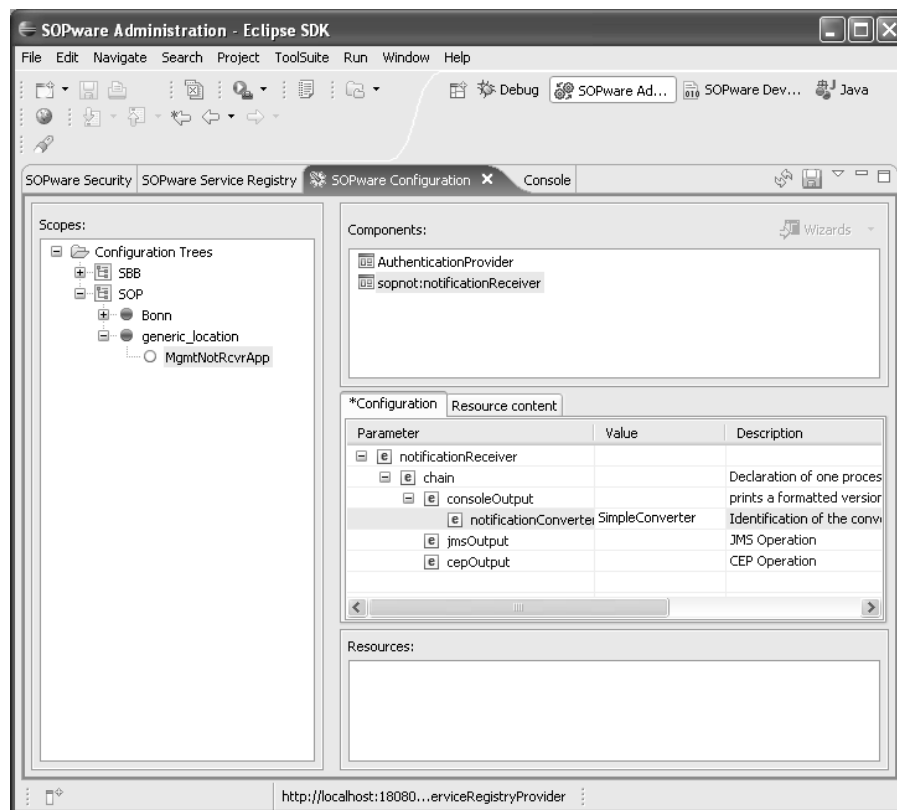 SOPware Administration - Eclipse SDK
File Edit Navigate Search Project ToolSuite Run Window Help
Debug SOPware Ad... SOPware Dev... Java
SOPware Security SOPware Service Registry SOPware Configuration Console
Scopes:
Configuration Trees
SBB
SOP
Bonn
generic_location
MgmtNotRcvrApp
Components:
Wizards
AuthenticationProvider
sopnot:notificationReceiver
*Configuration Resource content
Parameter Value Description
notificationReceiver
chain Declaration of one proces
consoleOutput prints a formatted version
notificationConverter SimpleConverter Identification of the conv
jmsOutput JMS Operation
cepOutput CEP Operation
Resources:
http://localhost:18080...erviceRegistryProvider